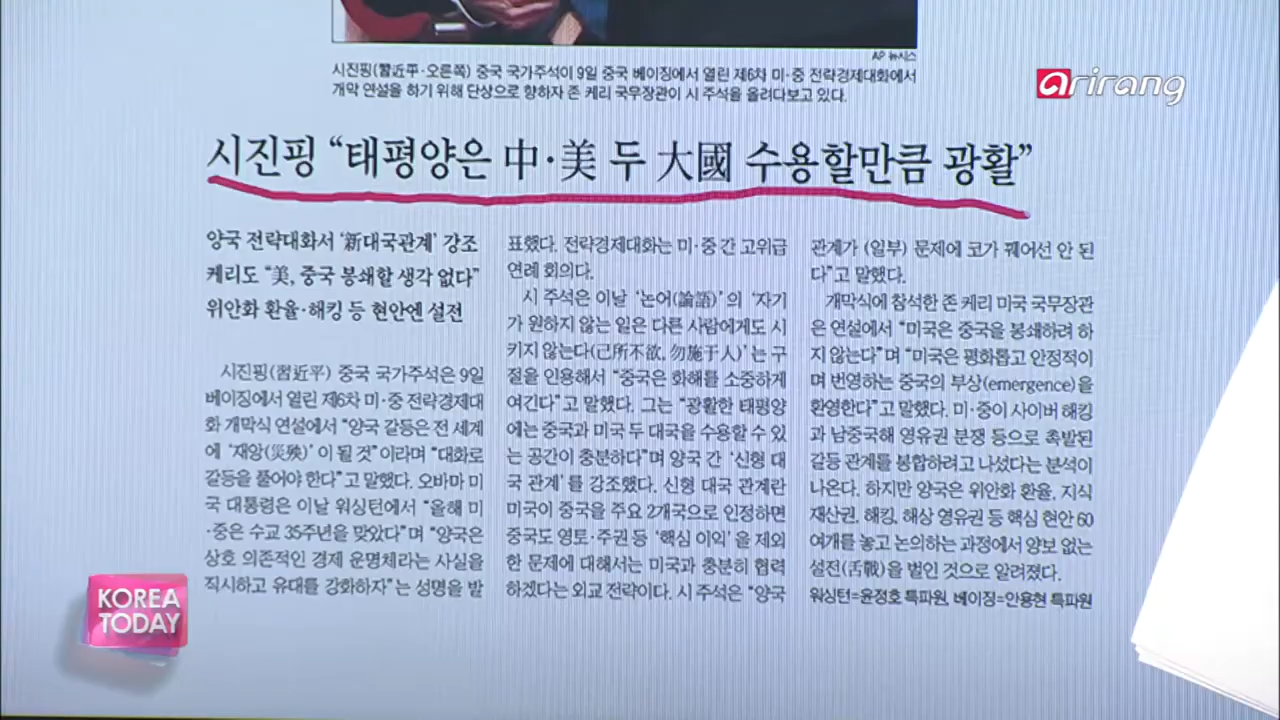 AP 뉴시스
시진핑(習近平·오른쪽) 중국 국가주석이 9일 중국 베이징에서 열린 제6차 미·중 전략경제대화에서
개막 연설을 하기 위해 단상으로 향하자 존 케리 국무장관이 시 주석을 올려다보고 있다.
arirang
시진핑 “태평양은 中·美 두 大國 수용할만큼 광활”
양국 전략대화서 ‘新대국관계’ 강조
케리도 “美, 중국 봉쇄할 생각 없다”
위안화 환율·해킹 등 현안엔 설전
시진핑(習近平) 중국 국가주석은 9일
베이징에서 열린 제6차 미·중 전략경제대
화 개막식 연설에서 “양국 갈등은 전 세계
에 ‘재앙(災殃)’이 될 것”이라며 “대화로
갈등을 풀어야 한다”고 말했다. 오바마 미
국 대통령은 이날 워싱턴에서 “올해 미
·중은 수교 35주년을 맞았다”며 “양국은
상호 의존적인 경제 운명체라는 사실을
직시하고 유대를 강화하자”는 성명을 발
표했다. 전략경제대화는 미·중 간 고위급
연례 회의다.
시 주석은 이날 ‘논어(論語)’의 ‘자기
가 원하지 않는 일은 다른 사람에게도 시
키지 않는다(己所不欲, 勿施于人)’는 구
절을 인용해서 “중국은 화해를 소중하게
여긴다”고 말했다. 그는 “광활한 태평양
에는 중국과 미국 두 대국을 수용할 수 있
는 공간이 충분하다”며 양국 간 ‘신형 대
국 관계’를 강조했다. 신형 대국 관계란
미국이 중국을 주요 2개국으로 인정하면
중국도 영토·주권 등 ‘핵심 이익’을 제외
한 문제에 대해서는 미국과 충분히 협력
하겠다는 외교 전략이다. 시 주석은 “양국
관계가 (일부) 문제에 코가 꿰어선 안 된
다”고 말했다.
개막식에 참석한 존 케리 미국 국무장관
은 연설에서 “미국은 중국을 봉쇄하려 하
지 않는다”며 “미국은 평화롭고 안정적이
며 번영하는 중국의 부상(emergence)을
환영한다”고 말했다. 미·중이 사이버 해킹
과 남중국해 영유권 분쟁 등으로 촉발된
갈등 관계를 봉합하려고 나섰다는 분석이
나온다. 하지만 양국은 위안화 환율, 지식
재산권, 해킹, 해상 영유권 등 핵심 현안 60
여개를 놓고 논의하는 과정에서 양보 없는
설전(舌戰)을 벌인 것으로 알려졌다.
워싱턴=윤정호 특파원, 베이징=안용현 특파원
KOREA
TODAY